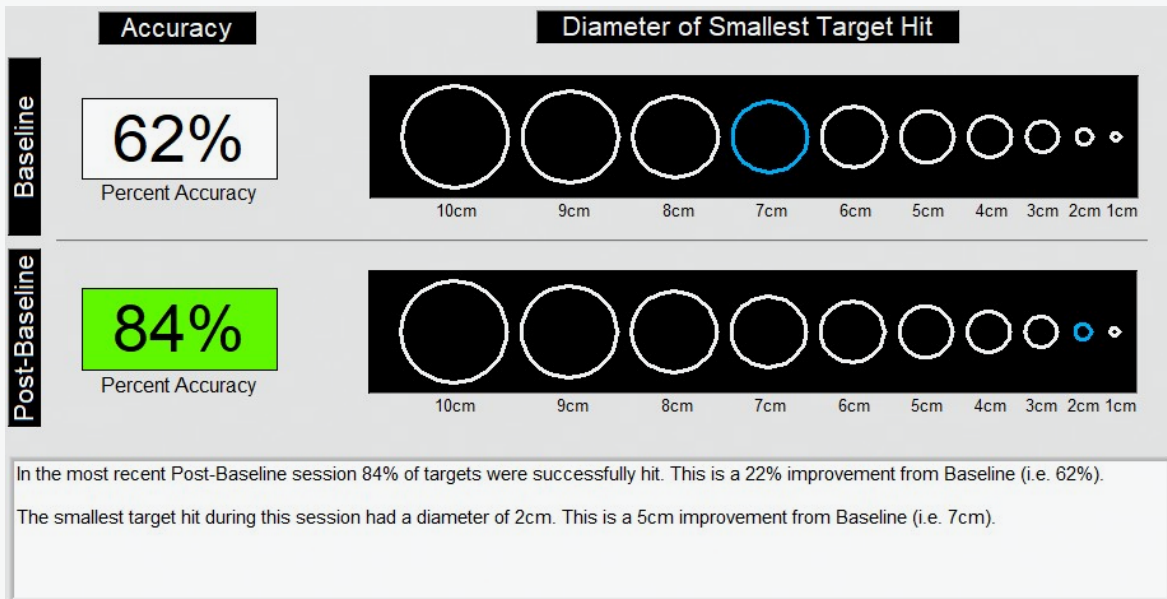 Accuracy
Diameter of Smallest Target Hit
Baseline
62%
Percent Accuracy
10cm 9cm 8cm 7cm 6cm 5cm 4cm 3cm 2cm 1cm
Post-Baseline
84%
Percent Accuracy
10cm 9cm 8cm 7cm 6cm 5cm 4cm 3cm 2cm 1cm
In the most recent Post-Baseline session 84% of targets were successfully hit. This is a 22% improvement from Baseline (i.e. 62%).
The smallest target hit during this session had a diameter of 2cm. This is a 5cm improvement from Baseline (i.e. 7cm).